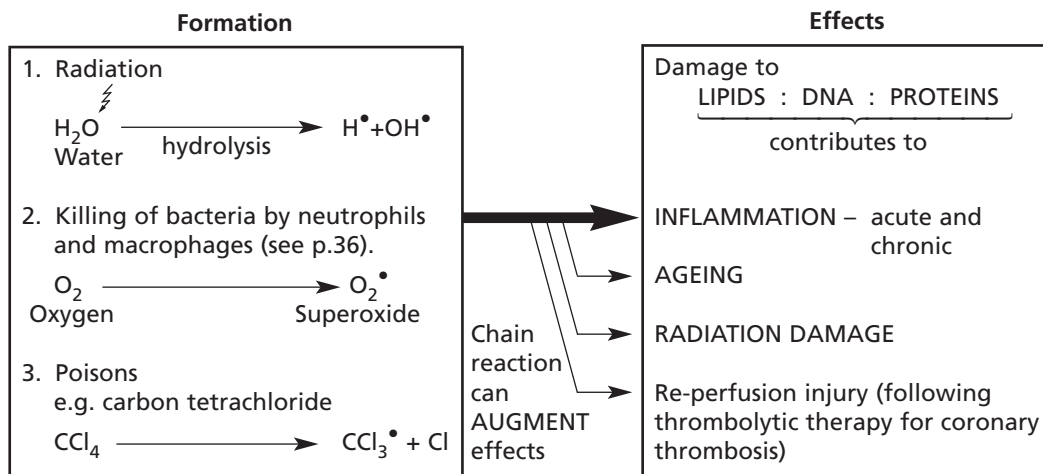 Formation
1. Radiation
H₂O
hydrolysis
H•+OH•
Water
2. Killing of bacteria by neutrophils
and macrophages (see p.36).
O₂
O₂•
Oxygen
Superoxide
3. Poisons
e.g. carbon tetrachloride
CCl₄
CCl₃• + Cl
Chain
reaction
can
AUGMENT
effects
Effects
Damage to
LIPIDS : DNA : PROTEINS
contributes to
INFLAMMATION – acute and
chronic
AGEING
RADIATION DAMAGE
Re-perfusion injury (following
thrombolytic therapy for coronary
thrombosis)